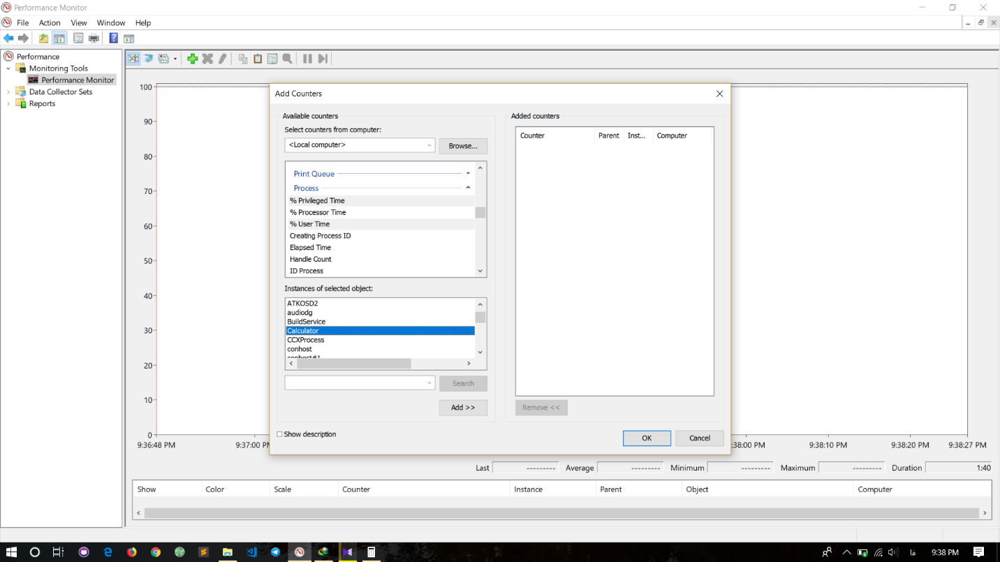 Performance Monitor
File Action View Window Help
Performance
Monitoring Tools
Performance Monitor
Data Collector Sets
Reports
100
90
80
70
60
50
40
30
20
10
0
9:36:48 PM
9:37:00 PM
:38:00 PM
9:38:10 PM
9:38:20 PM
9:38:27 PM
Add Counters
Available counters
Select counters from computer:
<Local computer>
Browse...
Print Queue
Process
% Privileged Time
% Processor Time
% User Time
Creating Process ID
Elapsed Time
Handle Count
ID Process
Instances of selected object:
ATKOSD2
audiodg
BuildService
Calculator
CCXProcess
conhost
conhost#1
Search
Add >>
Show description
Added counters
Counter Parent Inst... Computer
Remove <<
OK
Cancel
Last ---------
Average ---------
Minimum ---------
Maximum ---------
Duration 1:40
Show Color Scale Counter Instance Parent Object Computer
فا
9:38 PM